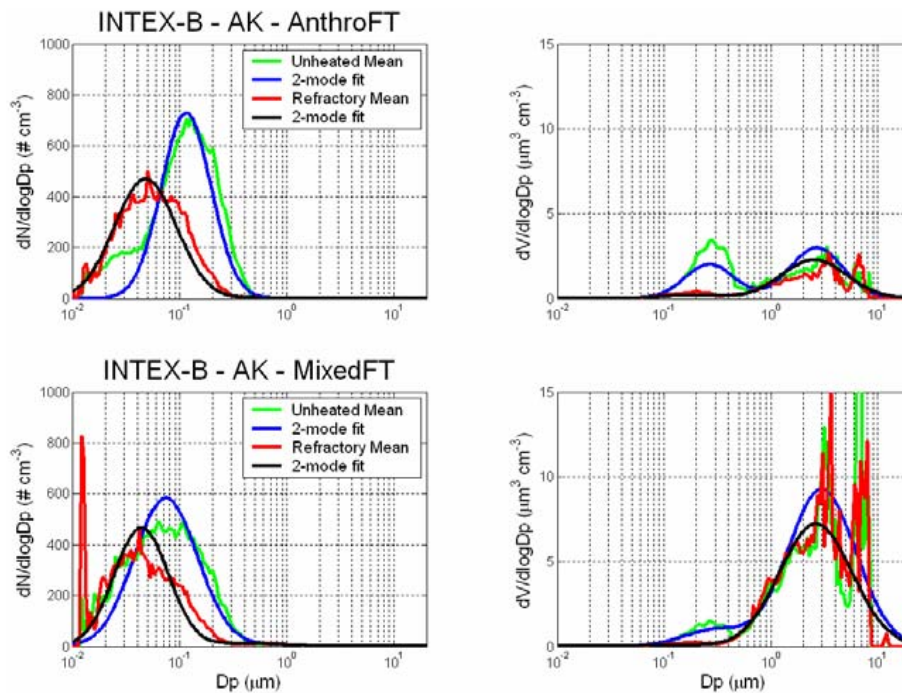 INTEX-B - AK - AnthroFT
1000
800
600
400
200
0
dN/dlogDp (# cm⁻³)
Unheated Mean
2-mode fit
Refractory Mean
2-mode fit
10⁻² 10⁻¹ 10⁰ 10¹
15
10
5
0
dV/dlogDp (μm³ cm⁻³)
10⁻² 10⁻¹ 10⁰ 10¹
INTEX-B - AK - MixedFT
1000
800
600
400
200
0
dN/dlogDp (# cm⁻³)
Unheated Mean
2-mode fit
Refractory Mean
2-mode fit
10⁻² 10⁻¹ 10⁰ 10¹
Dp (μm)
15
10
5
0
dV/dlogDp (μm³ cm⁻³)
10⁻² 10⁻¹ 10⁰ 10¹
Dp (μm)